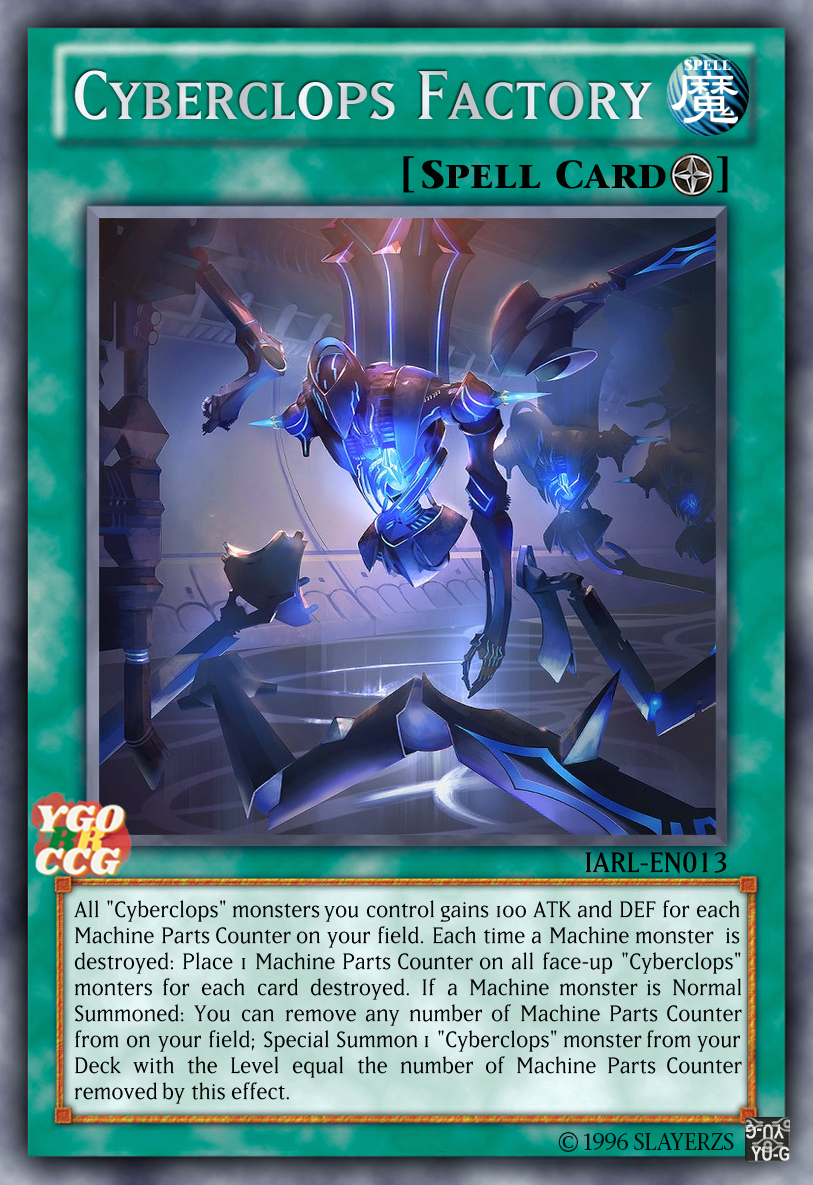 CYBERCLOPS FACTORY
SPELL
魔
[SPELL CARD]
YGO
CCG
IARL-EN013
All "Cyberclops" monsters you control gains 100 ATK and DEF for each
Machine Parts Counter on your field. Each time a Machine monster is
destroyed: Place 1 Machine Parts Counter on all face-up "Cyberclops"
monters for each card destroyed. If a Machine monster is Normal
Summoned: You can remove any number of Machine Parts Counter
from on your field; Special Summon 1 "Cyberclops" monster from your
Deck with the Level equal the number of Machine Parts Counter
removed by this effect.
© 1996 SLAYERZS
YU-G